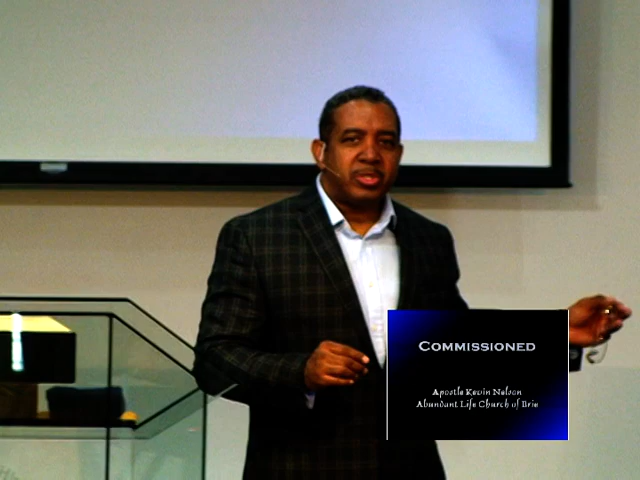 Commissioned
Apostle Kevin Nelson
Abundant Life Church of Erie